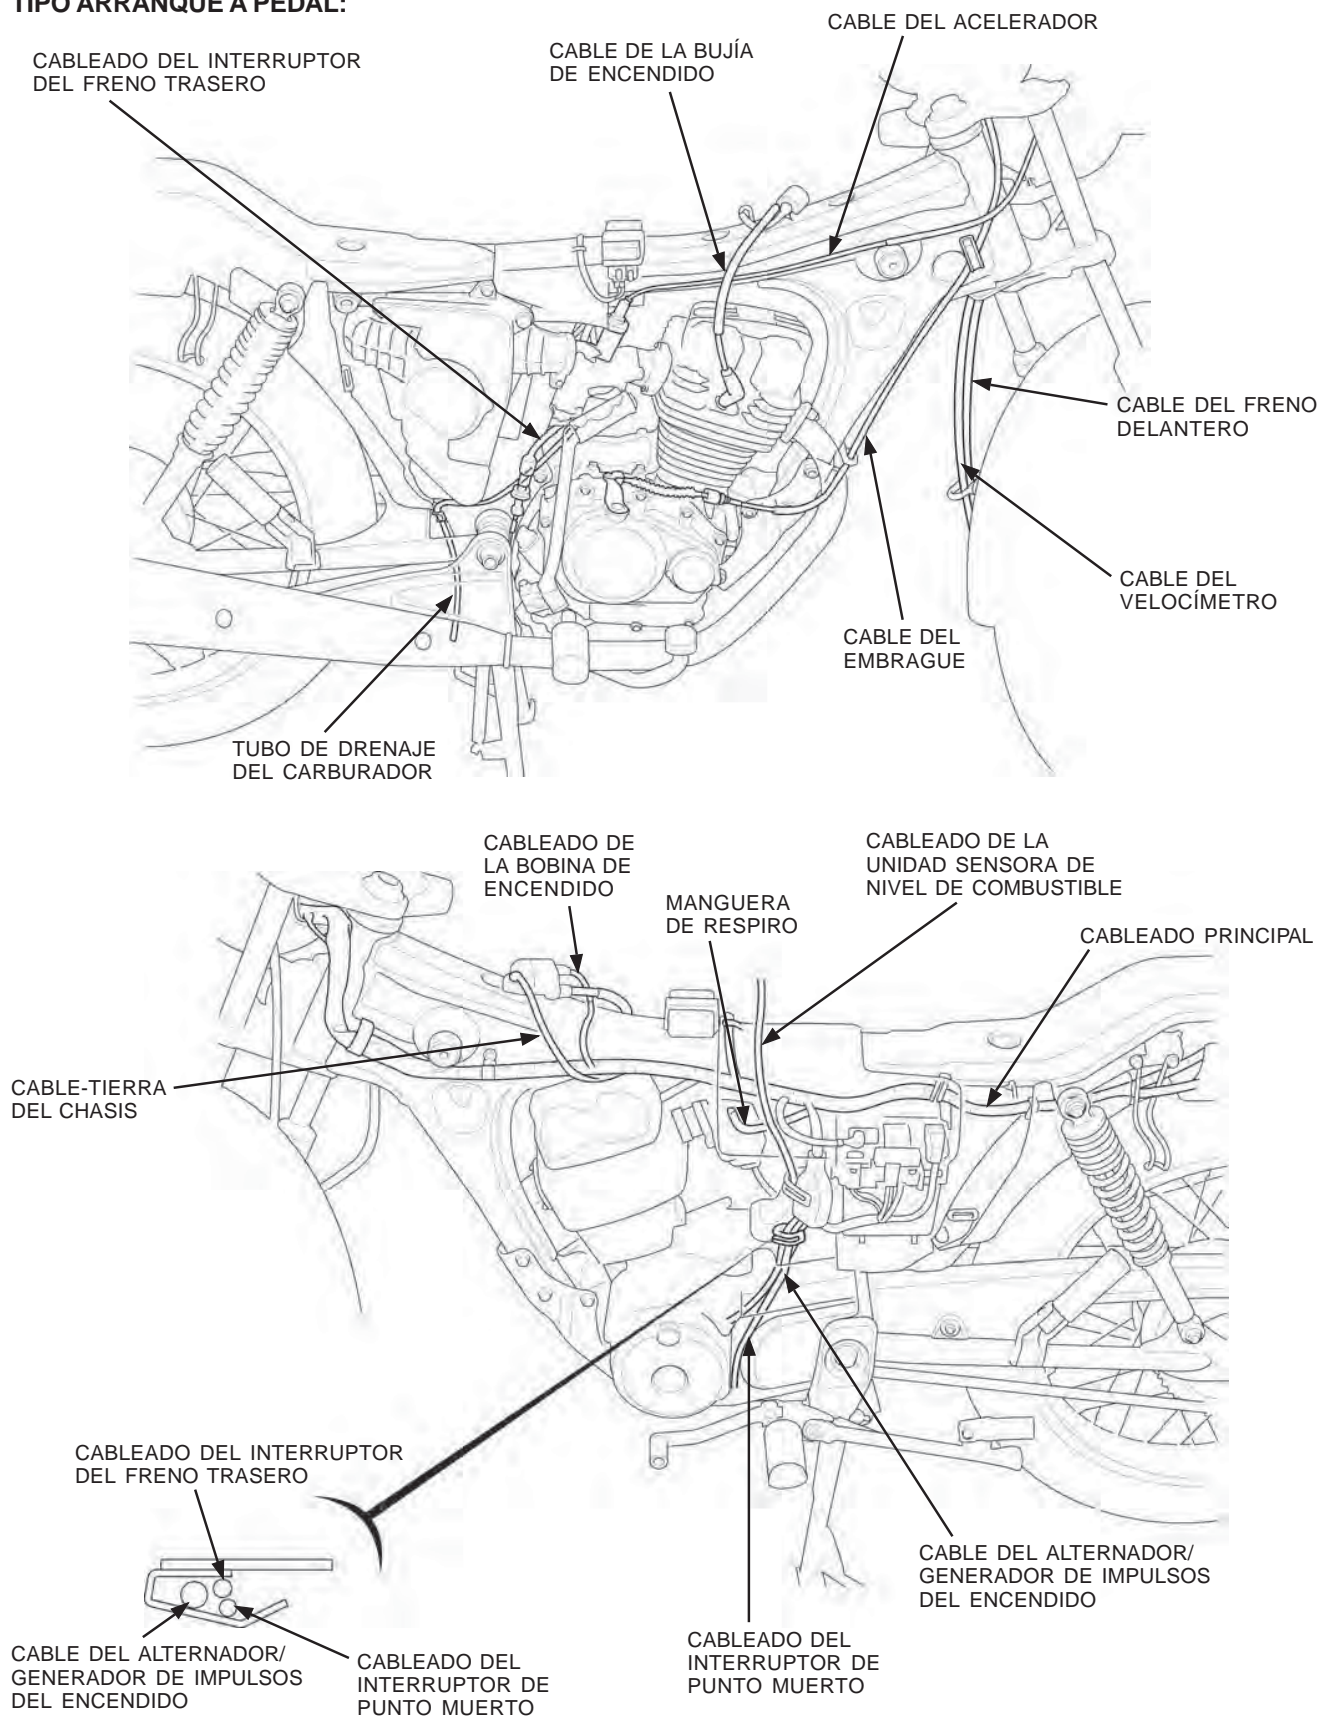 TIPO ARRANQUE A PEDAL:
CABLE DEL ACELERADOR
CABLEADO DEL INTERRUPTOR
DEL FRENO TRASERO
CABLE DE LA BUJÍA
DE ENCENDIDO
CABLE DEL FRENO
DELANTERO
CABLE DEL
VELOCÍMETRO
CABLE DEL
EMBRAGUE
TUBO DE DRENAJE
DEL CARBURADOR
CABLEADO DE
LA BOBINA DE
ENCENDIDO
MANGUERA
DE RESPIRO
CABLEADO DE LA
UNIDAD SENSORA DE
NIVEL DE COMBUSTIBLE
CABLEADO PRINCIPAL
CABLE-TIERRA
DEL CHASIS
CABLEADO DEL INTERRUPTOR
DEL FRENO TRASERO
CABLE DEL ALTERNADOR/
GENERADOR DE IMPULSOS
DEL ENCENDIDO
CABLEADO DEL
INTERRUPTOR DE
PUNTO MUERTO
CABLEADO DEL
INTERRUPTOR DE
PUNTO MUERTO
CABLE DEL ALTERNADOR/
GENERADOR DE IMPULSOS
DEL ENCENDIDO